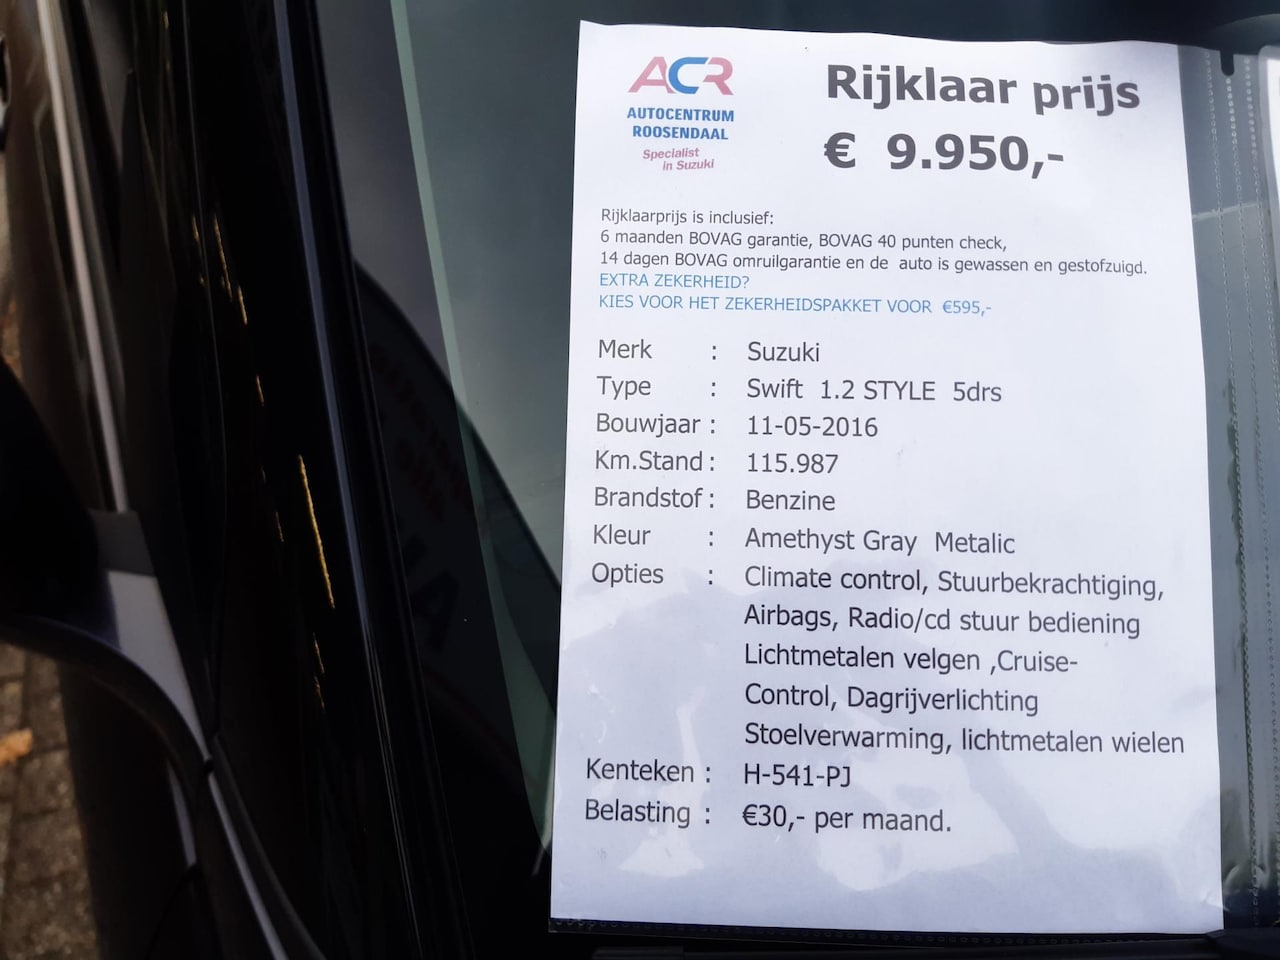 ACR
AUTOCENTRUM
ROOSENDAAL
Specialist
in Suzuki
Rijklaar prijs
€ 9.950,-
Rijklaarprijs is inclusief:
6 maanden BOVAG garantie, BOVAG 40 punten check,
14 dagen BOVAG omruilgarantie en de auto is gewassen en gestofzuigd.
EXTRA ZEKERHEID?
KIES VOOR HET ZEKERHEIDSPAKKET VOOR €595,-
Merk : Suzuki
Type : Swift 1.2 STYLE 5drs
Bouwjaar : 11-05-2016
Km.Stand : 115.987
Brandstof : Benzine
Kleur : Amethyst Gray Metalic
Opties : Climate control, Stuurbekrachtiging,
Airbags, Radio/cd stuur bediening
Lichtmetalen velgen ,Cruise-
Control, Dagrijverlichting
Stoelverwarming, lichtmetalen wielen
Kenteken : H-541-PJ
Belasting : €30,- per maand.